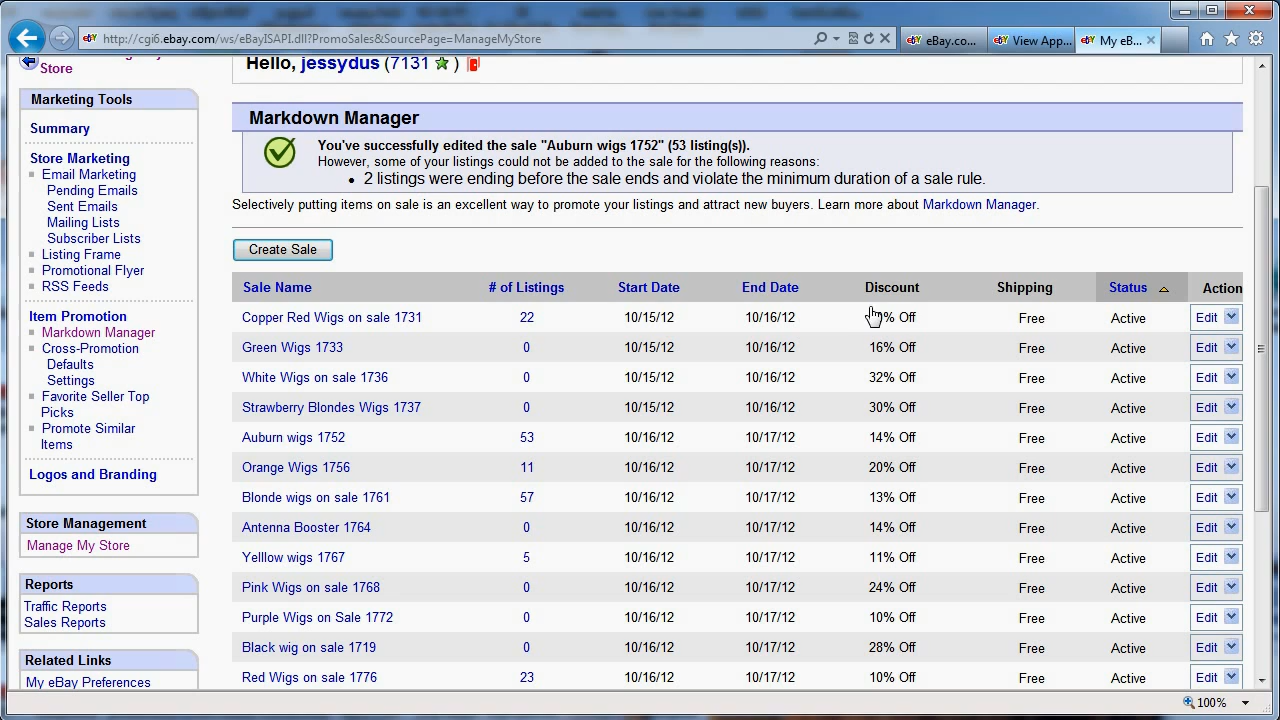 http://cgi6.ebay.com/ws/eBayISAPI.dll?PromoSales&SourcePage=ManageMyStore
eBay.co...
View App...
My eB...
Store
Hello, jessydus (7131 )
Marketing Tools
Summary
Store Marketing
Email Marketing
Pending Emails
Sent Emails
Mailing Lists
Subscriber Lists
Listing Frame
Promotional Flyer
RSS Feeds
Item Promotion
Markdown Manager
Cross-Promotion
Defaults
Settings
Favorite Seller Top
Picks
Promote Similar
Items
Logos and Branding
Store Management
Manage My Store
Reports
Traffic Reports
Sales Reports
Related Links
My eBay Preferences
Markdown Manager
You've successfully edited the sale "Auburn wigs 1752" (53 listing(s)).
However, some of your listings could not be added to the sale for the following reasons:
• 2 listings were ending before the sale ends and violate the minimum duration of a sale rule.
Selectively putting items on sale is an excellent way to promote your listings and attract new buyers. Learn more about Markdown Manager.
Create Sale
Sale Name # of Listings Start Date End Date Discount Shipping Status Action
Copper Red Wigs on sale 1731 22 10/15/12 10/16/12 Off Free Active Edit
Green Wigs 1733 0 10/15/12 10/16/12 16% Off Free Active Edit
White Wigs on sale 1736 0 10/15/12 10/16/12 32% Off Free Active Edit
Strawberry Blondes Wigs 1737 0 10/15/12 10/16/12 30% Off Free Active Edit
Auburn wigs 1752 53 10/16/12 10/17/12 14% Off Free Active Edit
Orange Wigs 1756 11 10/16/12 10/17/12 20% Off Free Active Edit
Blonde wigs on sale 1761 57 10/16/12 10/17/12 13% Off Free Active Edit
Antenna Booster 1764 0 10/16/12 10/17/12 14% Off Free Active Edit
Yelllow wigs 1767 5 10/16/12 10/17/12 11% Off Free Active Edit
Pink Wigs on sale 1768 0 10/16/12 10/17/12 24% Off Free Active Edit
Purple Wigs on Sale 1772 0 10/16/12 10/17/12 10% Off Free Active Edit
Black wig on sale 1719 0 10/16/12 10/17/12 28% Off Free Active Edit
Red Wigs on sale 1776 23 10/16/12 10/17/12 10% Off Free Active Edit
100%